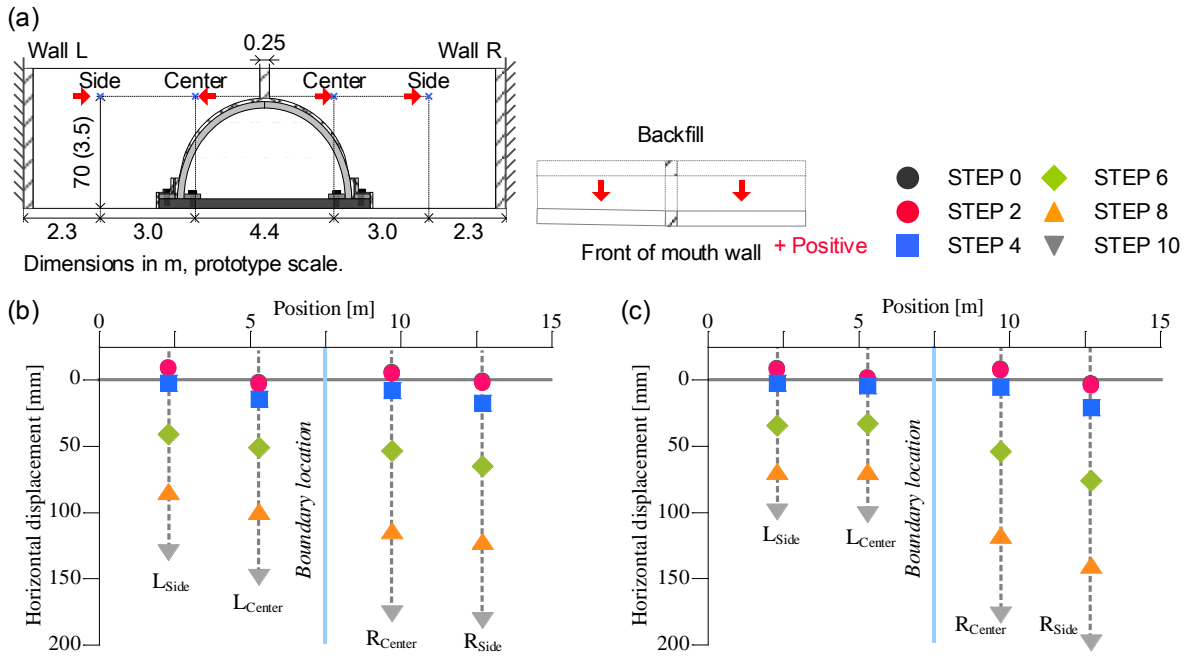 (a)
0.25
Wall L
Wall R
Side
Center
Center
Side
70 (3.5)
2.3
3.0
4.4
3.0
2.3
Dimensions in m, prototype scale.
Backfill
Front of mouth wall
+ Positive
STEP 0
STEP 6
STEP 2
STEP 8
STEP 4
STEP 10
(b)
Position [m]
0
5
10
15
Horizontal displacement [mm]
0
50
100
150
200
Boundary location
LSide
LCenter
RCenter
RSide
(c)
Position [m]
0
5
10
15
Horizontal displacement [mm]
0
50
100
150
200
Boundary location
LSide
LCenter
RCenter
RSide